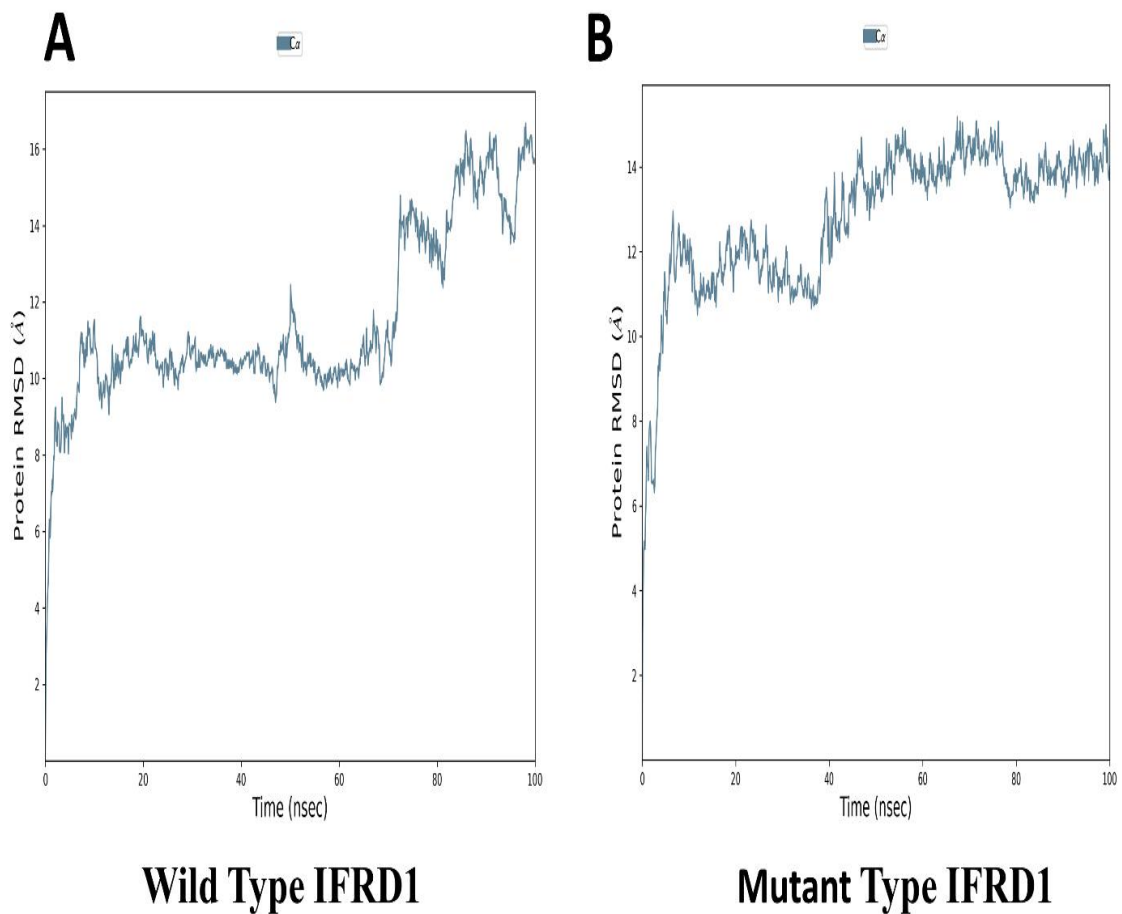 A
Cα
Protein RMSD (Å)
16
14
12
10
8
6
4
2
0 20 40 60 80 100
Time (nsec)
Wild Type IFRD1
B
Cα
Protein RMSD (Å)
14
12
10
8
6
4
2
0 20 40 60 80 100
Time (nsec)
Mutant Type IFRD1